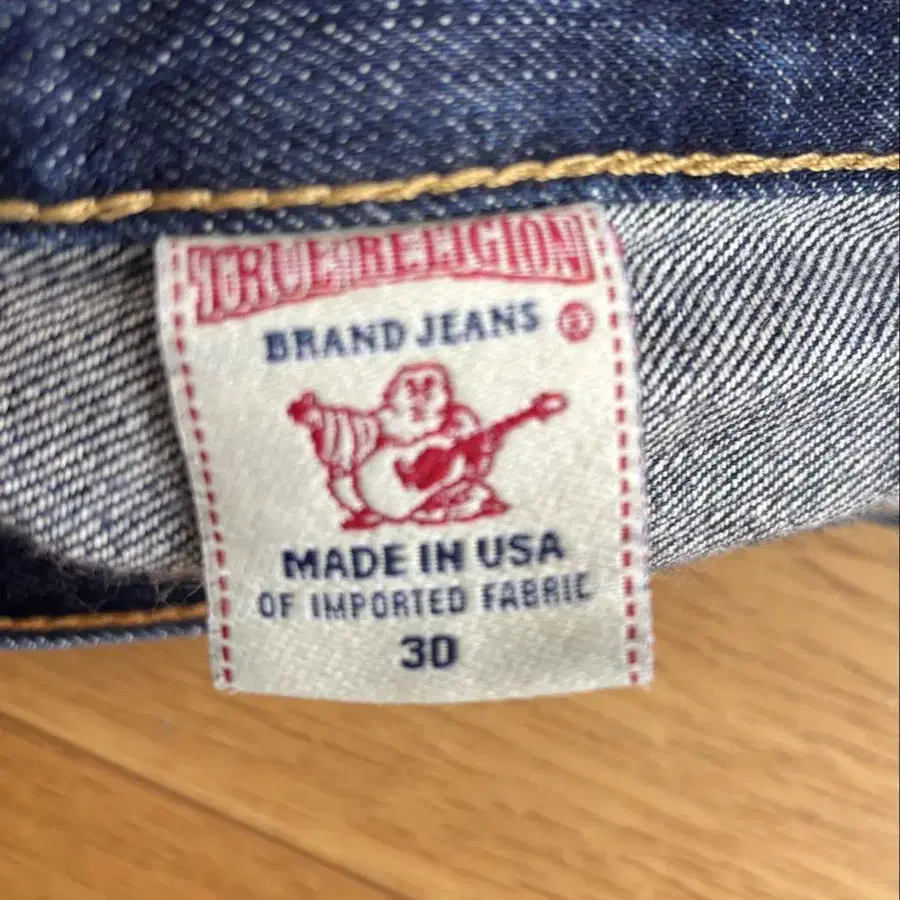 TRUE RELIGION
BRAND JEANS ®
MADE IN USA
OF IMPORTED FABRIC
30